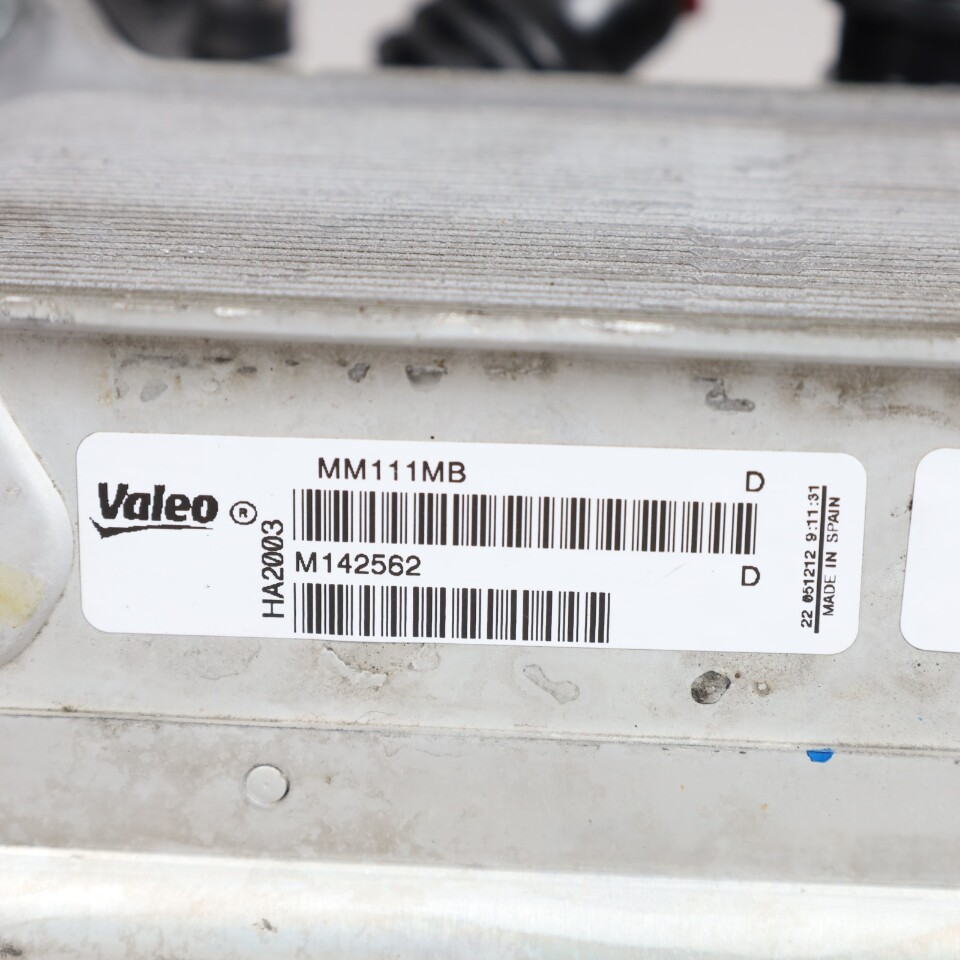 Valeo ®
HA2003
MM111MB D
M142562 D
22 051212 9:11:31
MADE IN SPAIN